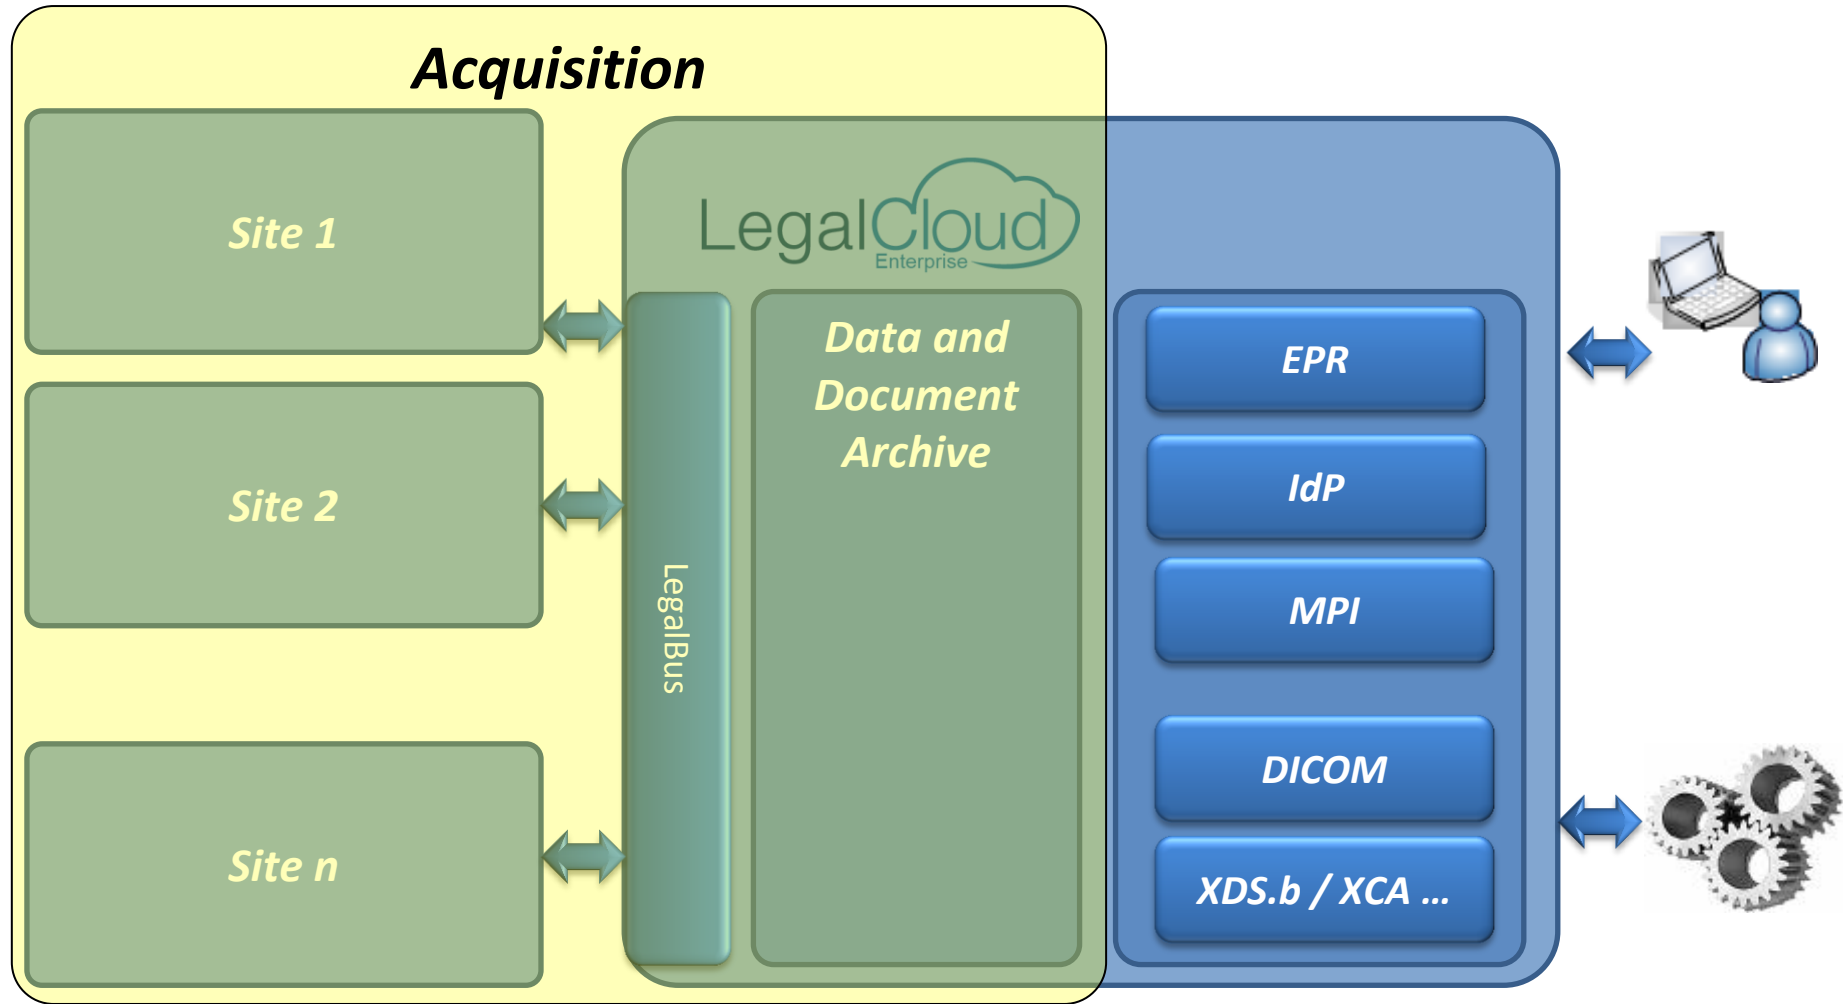 Acquisition
Site 1
Site 2
Site n
LegalCloud
Enterprise
LegalBus
Data and
Document
Archive
EPR
IdP
MPI
DICOM
XDS.b / XCA ...